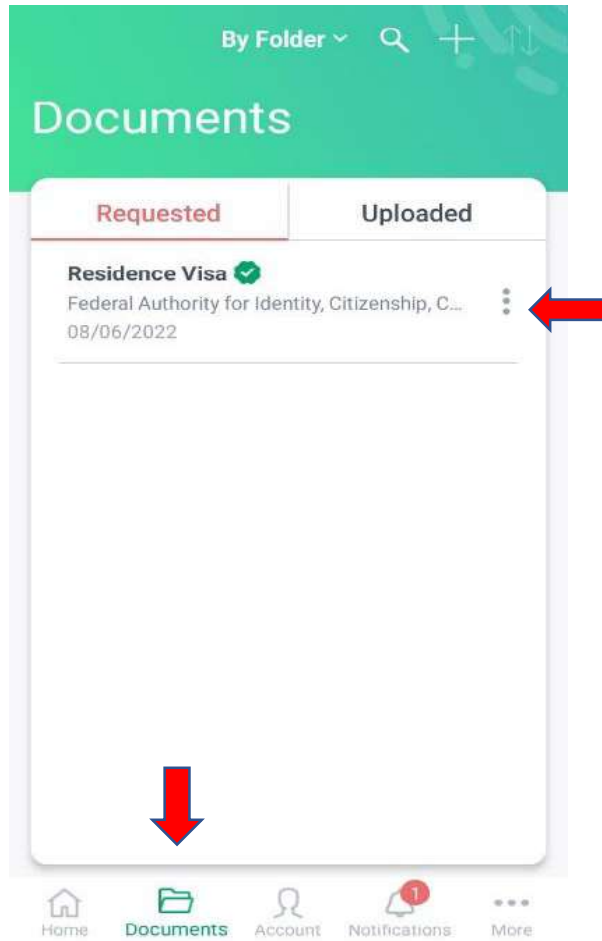 By Folder
Documents
Requested Uploaded
Residence Visa
Federal Authority for Identity, Citizenship, C...
08/06/2022
1
Home Documents Account Notifications More